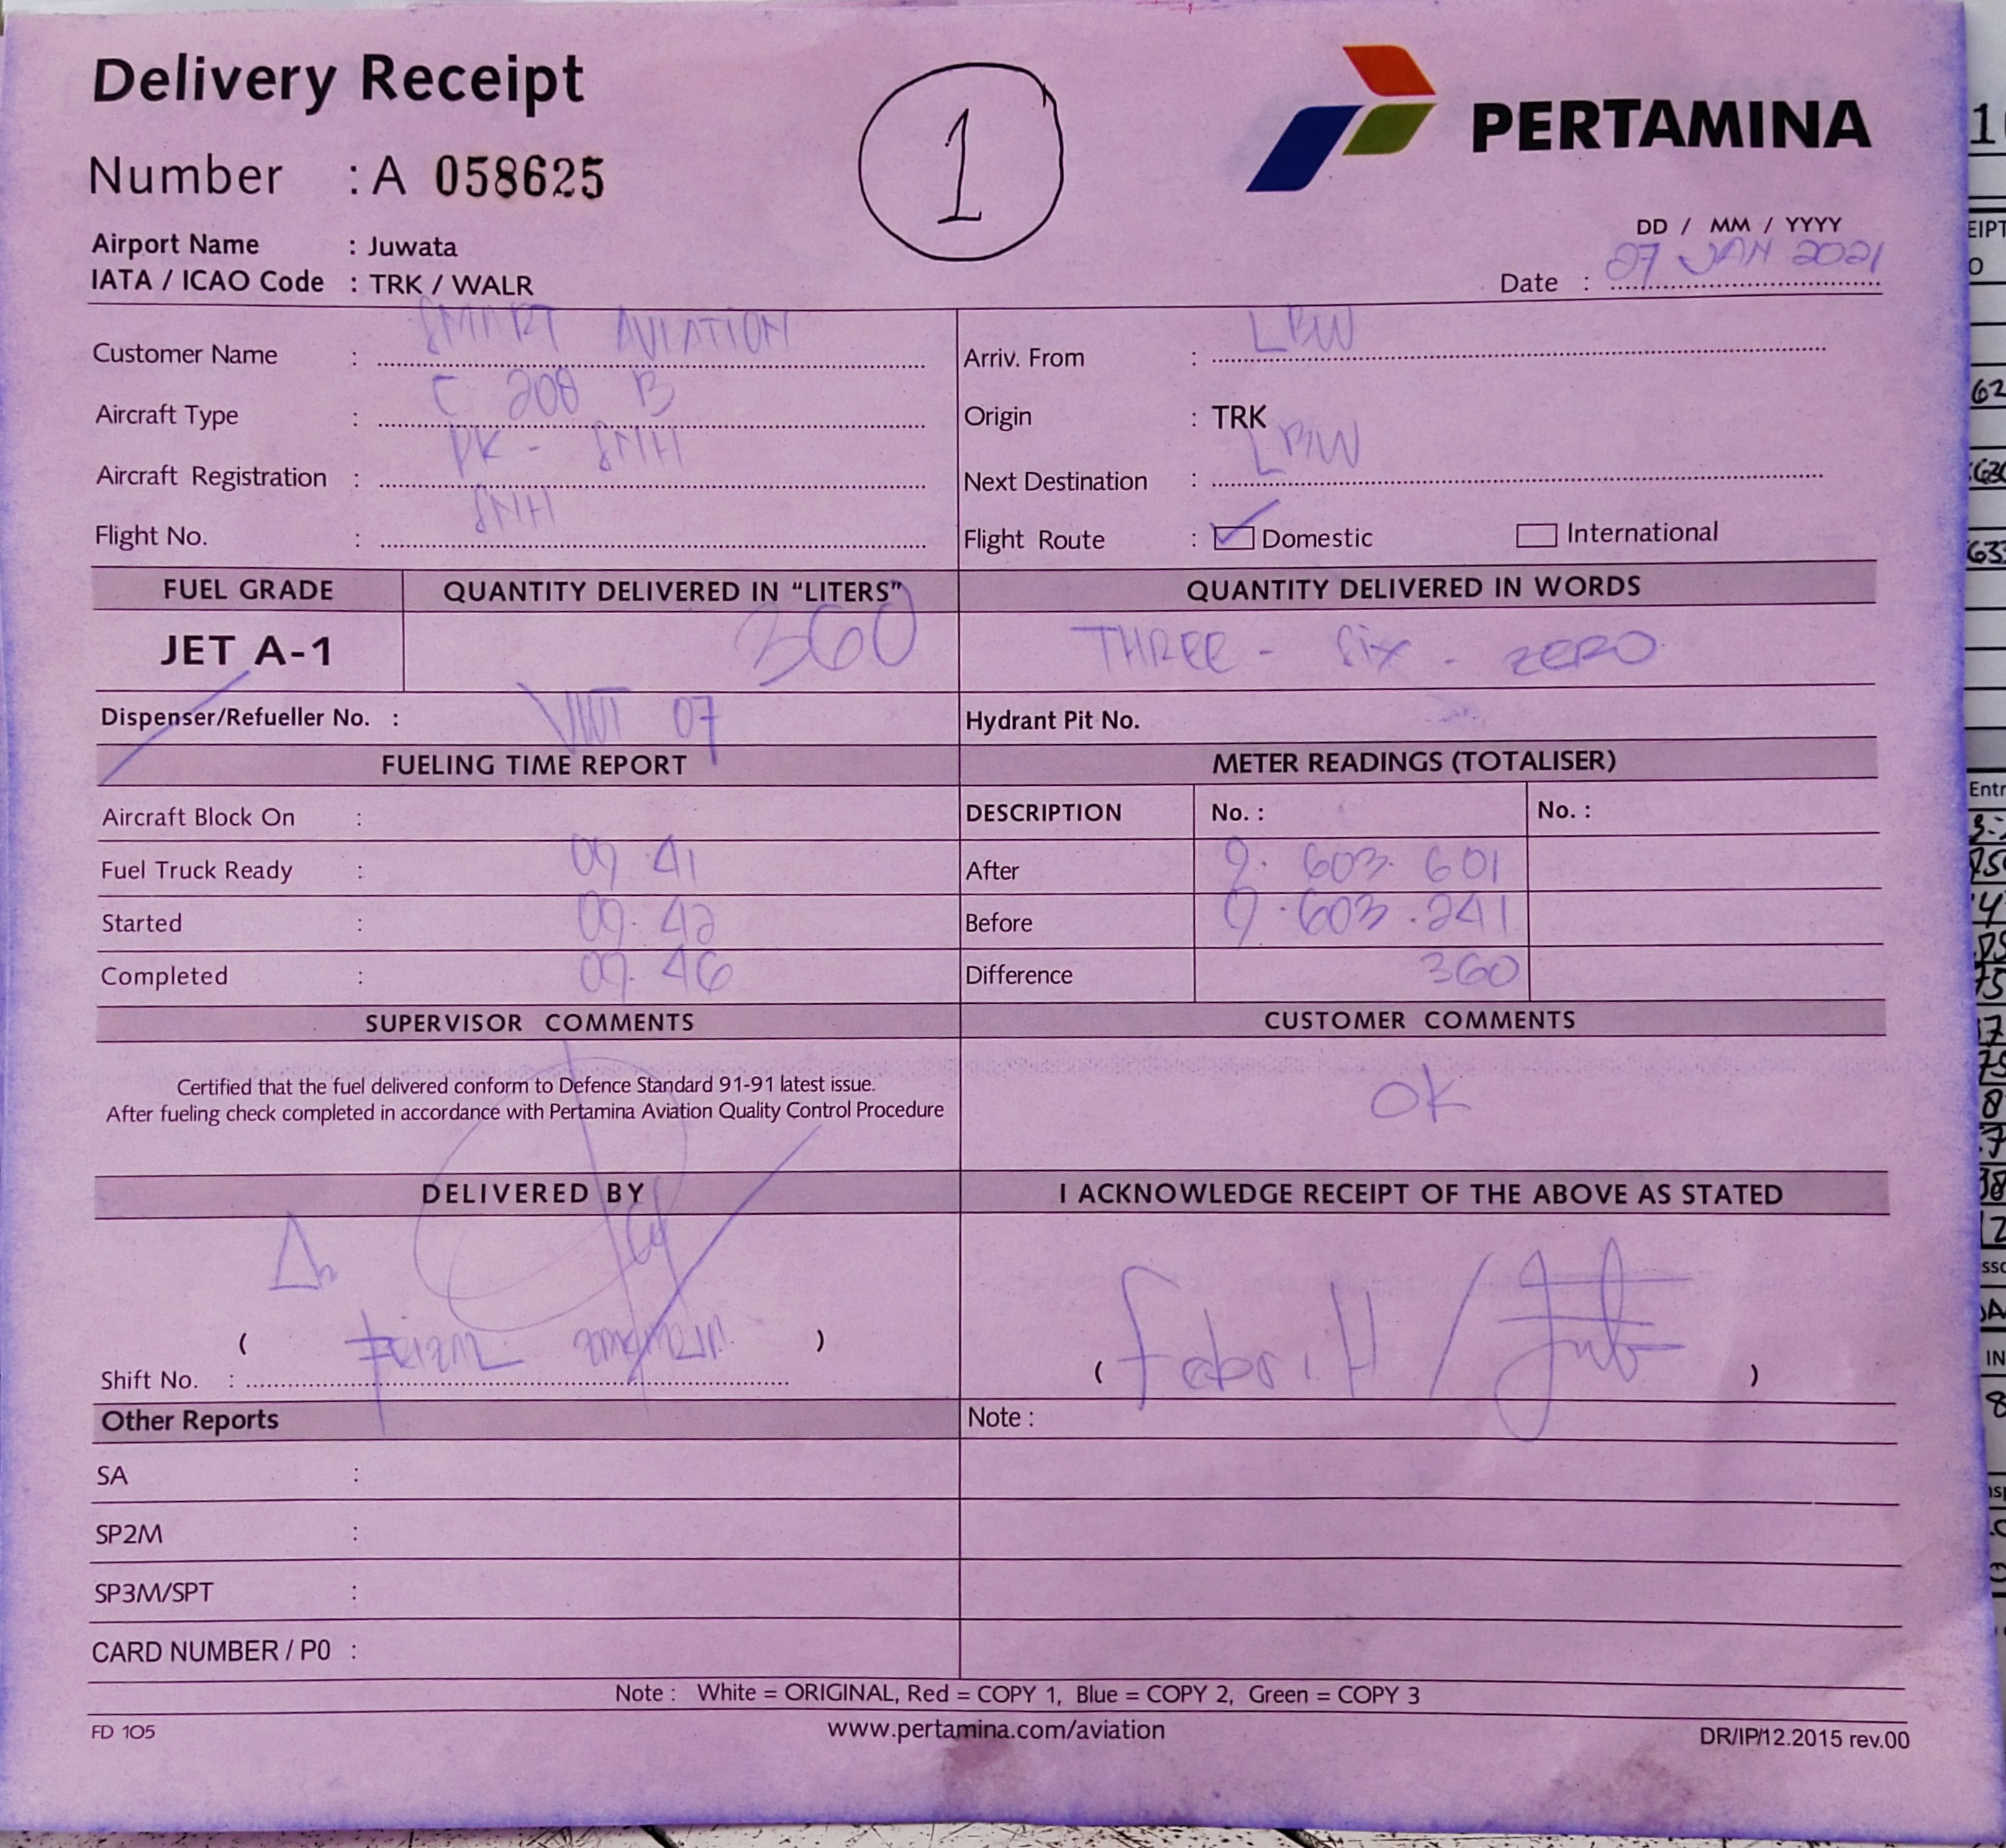 Delivery Receipt
1
PERTAMINA
Number : A 058625
Airport Name : Juwata
IATA / ICAO Code : TRK / WALR
DD / MM / YYYY
Date : 07 JAN 2021
Customer Name : SMART AVIATION
Arriv. From : LBW
Aircraft Type : C 208 B
Origin : TRK
Aircraft Registration : PK - SNH
Next Destination : LBW
Flight No. : SNH
Flight Route : Domestic International
FUEL GRADE QUANTITY DELIVERED IN "LITERS" QUANTITY DELIVERED IN WORDS
JET A-1 360 THREE - SIX - ZERO
Dispenser/Refueller No. : 07 Hydrant Pit No.
FUELING TIME REPORT METER READINGS (TOTALISER)
Aircraft Block On : DESCRIPTION No. : No. :
Fuel Truck Ready : 09 41 After 9. 603. 601
Started : 09. 42 Before 9. 603. 241
Completed : 09. 46 Difference 360
SUPERVISOR COMMENTS CUSTOMER COMMENTS
Certified that the fuel delivered conform to Defence Standard 91-91 latest issue.
After fueling check completed in accordance with Pertamina Aviation Quality Control Procedure
OK
DELIVERED BY I ACKNOWLEDGE RECEIPT OF THE ABOVE AS STATED
( ) ( / )
Shift No. :
Other Reports Note :
SA :
SP2M :
SP3M/SPT :
CARD NUMBER / P0 :
Note : White = ORIGINAL, Red = COPY 1, Blue = COPY 2, Green = COPY 3
FD 105 www.pertamina.com/aviation DR/IP/12.2015 rev.00